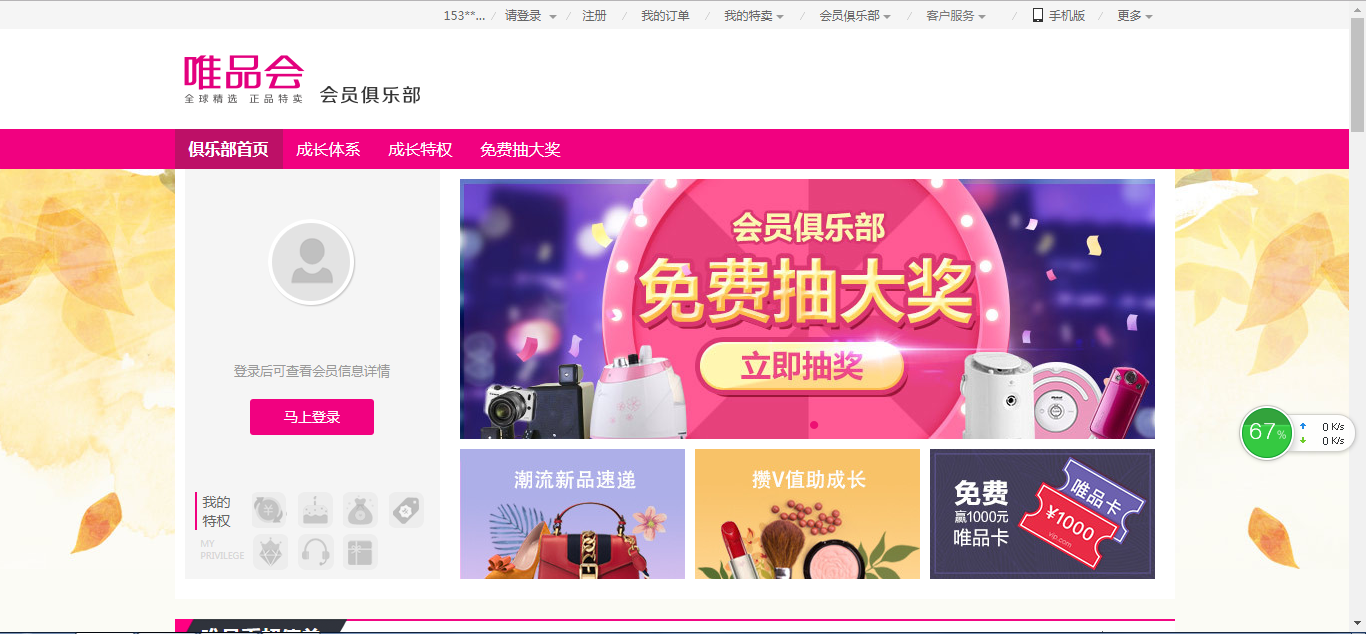 153**... 请登录 注册 我的订单 我的特卖 会员俱乐部 客户服务 手机版 更多
唯品会
全球精选 正品特卖 会员俱乐部
俱乐部首页 成长体系 成长特权 免费抽大奖
会员俱乐部
免费抽大奖
立即抽奖
登录后可查看会员信息详情
马上登录
67%
0 K/s
0 K/s
我的
特权
MY
PRIVILEGE
潮流新品速递
攒V值助成长
免费
赢1000元
唯品卡
唯品卡
¥1000
vip.com